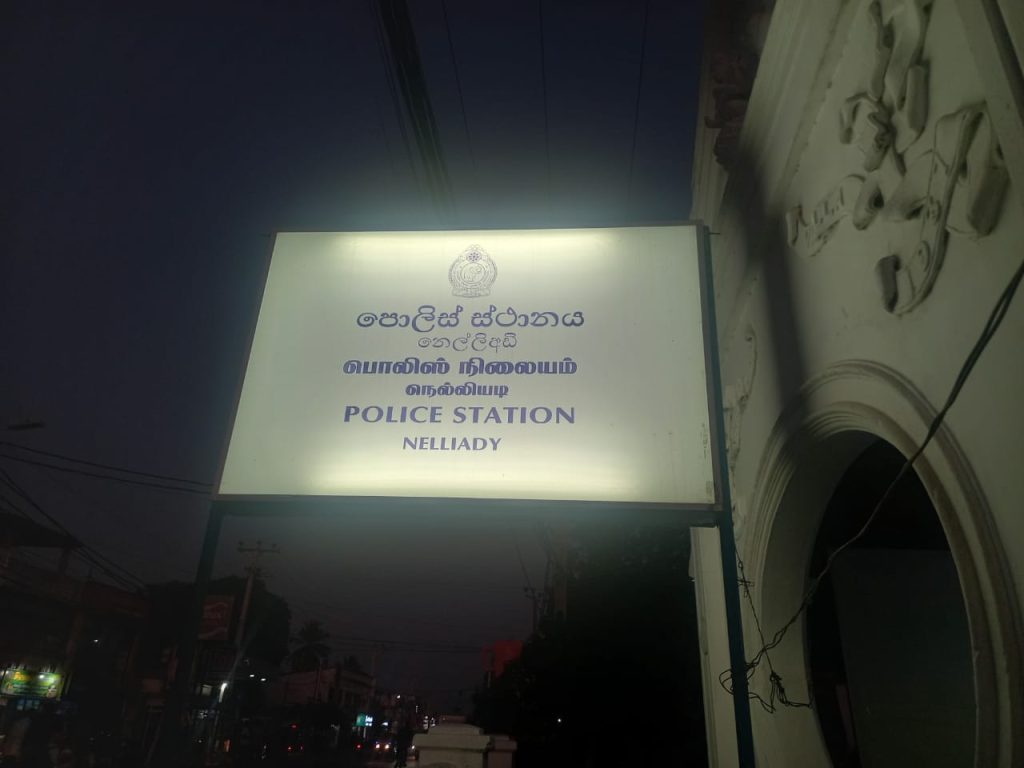 පොලිස් ස්ථානය
නෙල්ලිඅඩි
பொலிஸ் நிலையம்
நெல்லியடி
POLICE STATION
NELLIADY